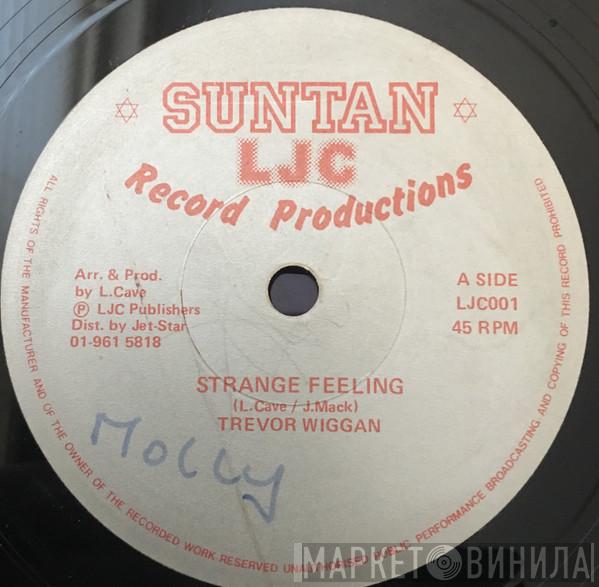 SUNTAN
LJC
Record Productions
Arr. & Prod.
by L. Cave
Ⓟ LJC Publishers
Dist. by Jet-Star
01-961 5818
A SIDE
LJC001
45 RPM
STRANGE FEELING
(L. Cave / J. Mack)
TREVOR WIGGAN
Molly
ALL RIGHTS OF THE MANUFACTURER AND OF THE OWNER OF THE RECORDED WORK RESERVED UNAUTHORISED PUBLIC PERFORMANCE BROADCASTING AND COPYING OF THIS RECORD PROHIBITED
МАРКЕТ ВИНИЛА